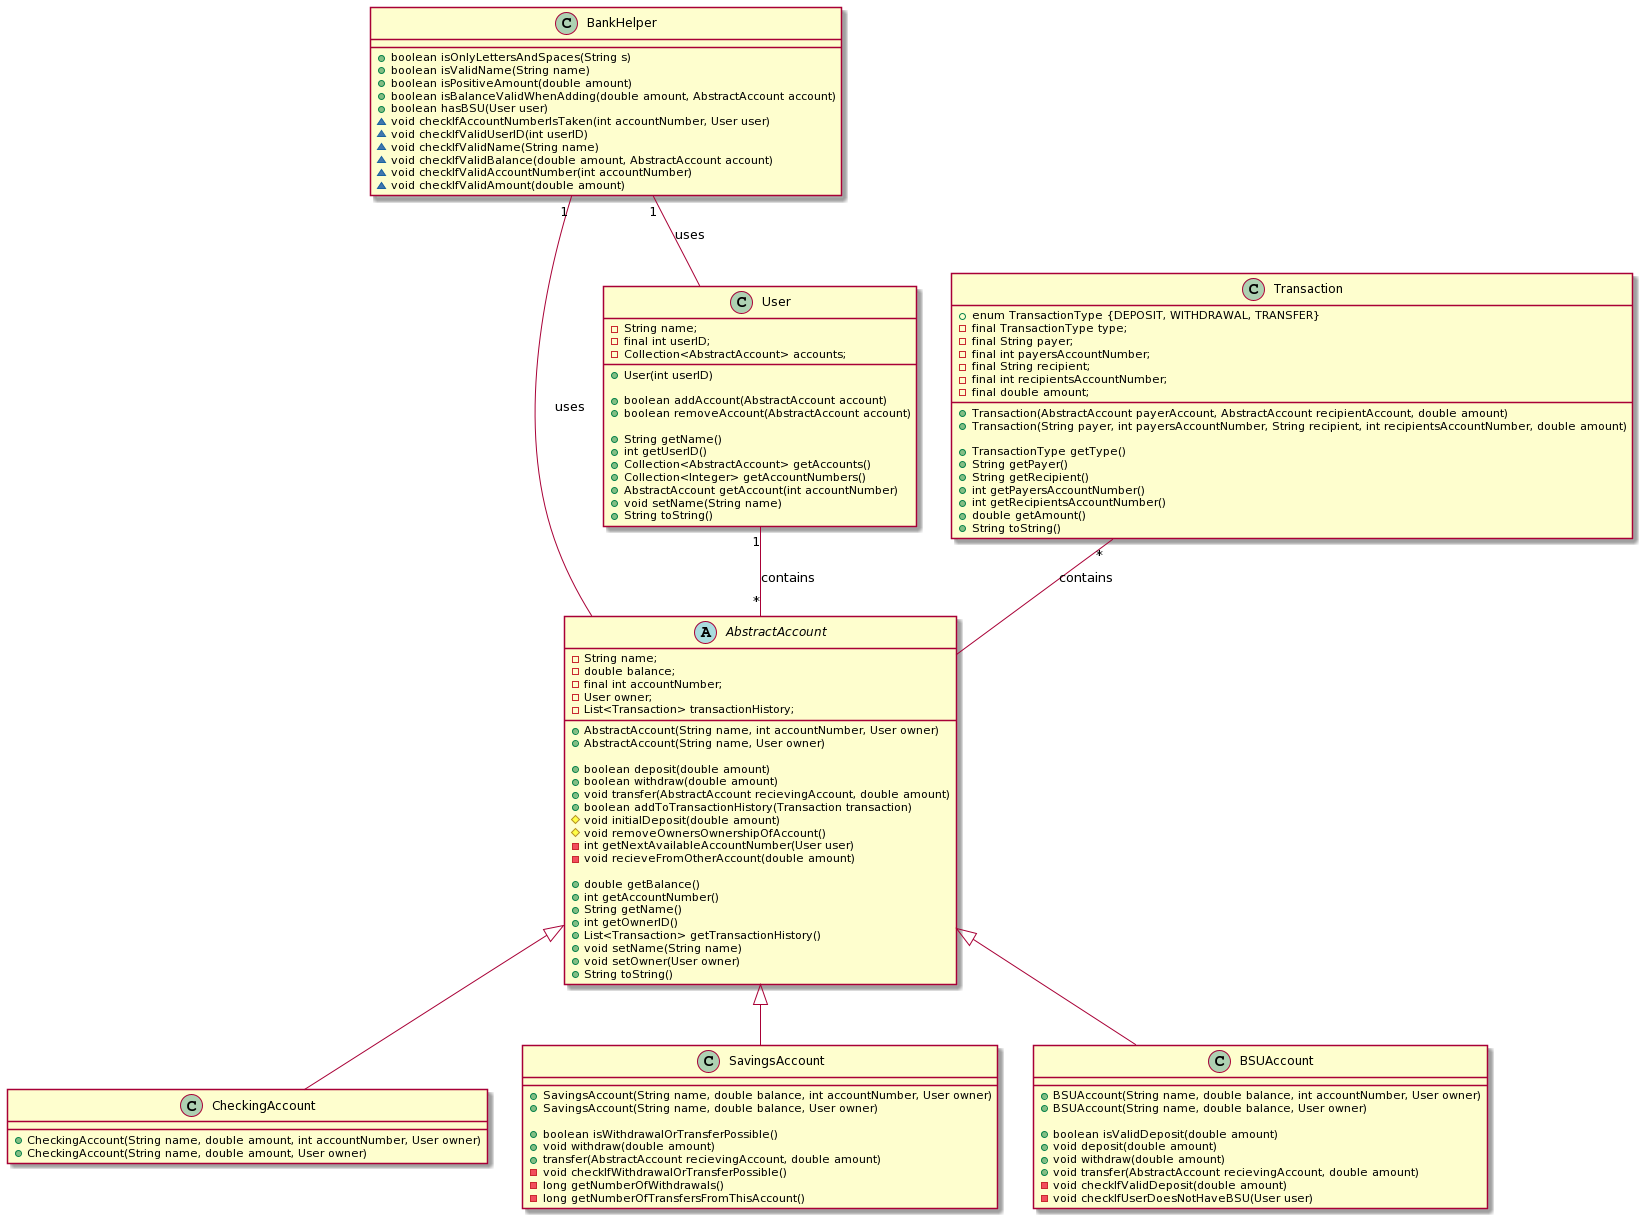 C BankHelper
boolean isOnlyLettersAndSpaces(String s)
boolean isValidName(String name)
boolean isPositiveAmount(double amount)
boolean isBalanceValidWhenAdding(double amount, AbstractAccount account)
boolean hasBSU(User user)
void checkIfAccountNumberIsTaken(int accountNumber, User user)
void checkIfValidUserID(int userID)
void checkIfValidName(String name)
void checkIfValidBalance(double amount, AbstractAccount account)
void checkIfValidAccountNumber(int accountNumber)
void checkIfValidAmount(double amount)
1
1
uses
uses
C User
String name;
final int userID;
Collection<AbstractAccount> accounts;
User(int userID)
boolean addAccount(AbstractAccount account)
boolean removeAccount(AbstractAccount account)
String getName()
int getUserID()
Collection<AbstractAccount> getAccounts()
Collection<Integer> getAccountNumbers()
AbstractAccount getAccount(int accountNumber)
void setName(String name)
String toString()
C Transaction
enum TransactionType {DEPOSIT, WITHDRAWAL, TRANSFER}
final TransactionType type;
final String payer;
final int payersAccountNumber;
final String recipient;
final int recipientsAccountNumber;
final double amount;
Transaction(AbstractAccount payerAccount, AbstractAccount recipientAccount, double amount)
Transaction(String payer, int payersAccountNumber, String recipient, int recipientsAccountNumber, double amount)
TransactionType getType()
String getPayer()
String getRecipient()
int getPayersAccountNumber()
int getRecipientsAccountNumber()
double getAmount()
String toString()
1
contains
*
*
contains
A AbstractAccount
String name;
double balance;
final int accountNumber;
User owner;
List<Transaction> transactionHistory;
AbstractAccount(String name, int accountNumber, User owner)
AbstractAccount(String name, User owner)
boolean deposit(double amount)
boolean withdraw(double amount)
void transfer(AbstractAccount recievingAccount, double amount)
boolean addToTransactionHistory(Transaction transaction)
void initialDeposit(double amount)
void removeOwnersOwnershipOfAccount()
int getNextAvailableAccountNumber(User user)
void recieveFromOtherAccount(double amount)
double getBalance()
int getAccountNumber()
String getName()
int getOwnerID()
List<Transaction> getTransactionHistory()
void setName(String name)
void setOwner(User owner)
String toString()
C CheckingAccount
CheckingAccount(String name, double amount, int accountNumber, User owner)
CheckingAccount(String name, double amount, User owner)
C SavingsAccount
SavingsAccount(String name, double balance, int accountNumber, User owner)
SavingsAccount(String name, double balance, User owner)
boolean isWithdrawalOrTransferPossible()
void withdraw(double amount)
transfer(AbstractAccount recievingAccount, double amount)
void checkIfWithdrawalOrTransferPossible()
long getNumberOfWithdrawals()
long getNumberOfTransfersFromThisAccount()
C BSUAccount
BSUAccount(String name, double balance, int accountNumber, User owner)
BSUAccount(String name, double balance, User owner)
boolean isValidDeposit(double amount)
void deposit(double amount)
void withdraw(double amount)
void transfer(AbstractAccount recievingAccount, double amount)
void checkIfValidDeposit(double amount)
void checkIfUserDoesNotHaveBSU(User user)